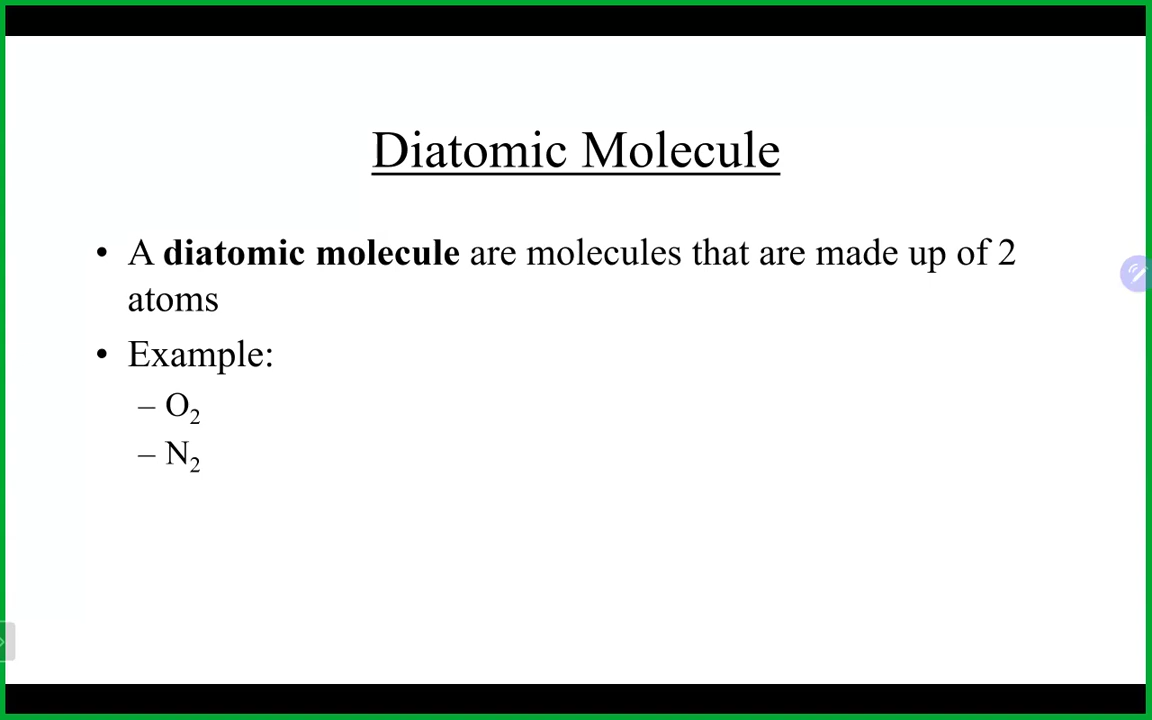 Diatomic Molecule
• A diatomic molecule are molecules that are made up of 2
atoms
• Example:
– O₂
– N₂